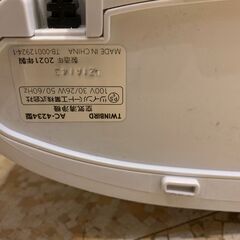 TWINBIRD
空気清浄機
AC-4234型
100V 30/26W 50/60Hz
ツインバード工業株式会社
製造年 2021年製
TB-00012924-1
MADE IN CHINA